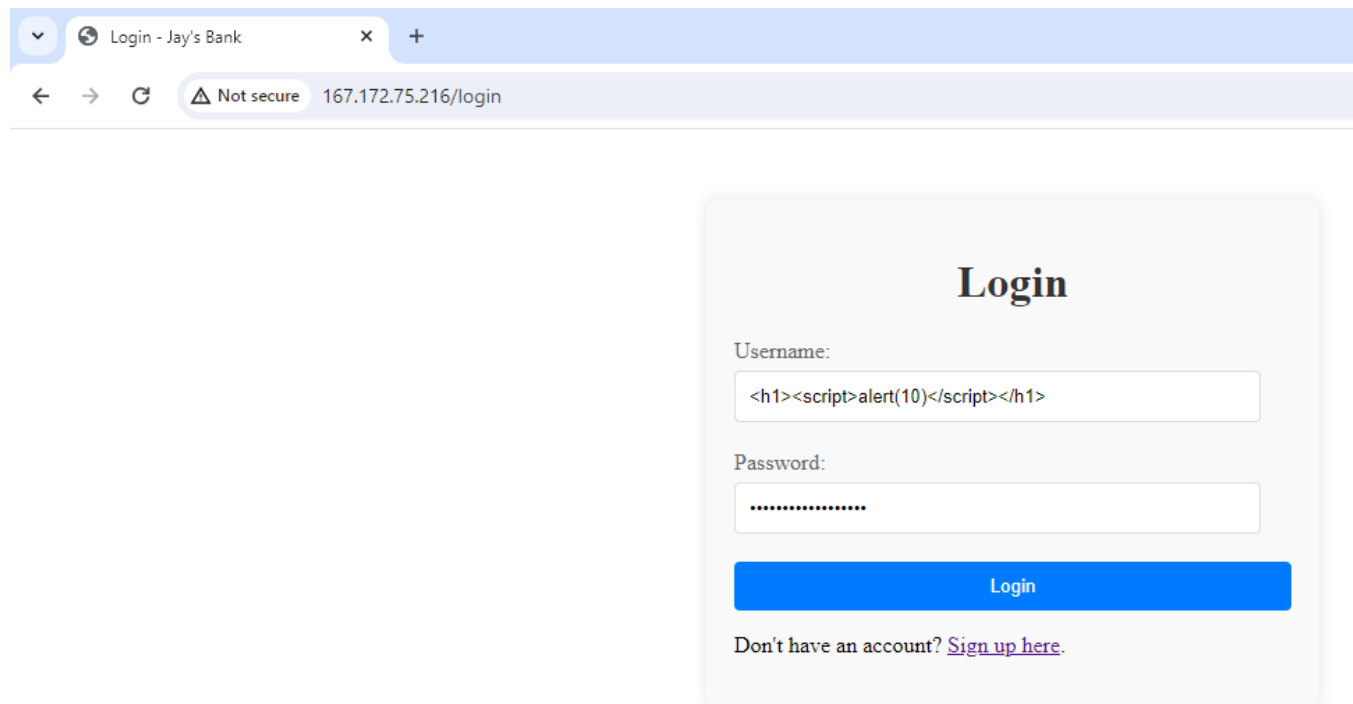 Login - Jay's Bank
Not secure 167.172.75.216/login
Login
Username:
<h1><script>alert(10)</script></h1>
Password:
••••••••••••••••••
Login
Don't have an account? Sign up here.